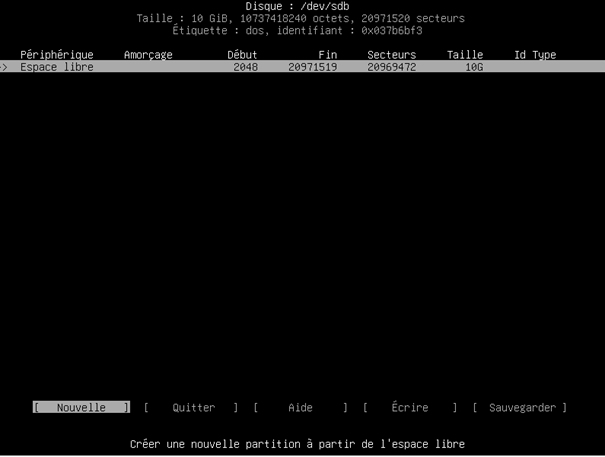 Disque : /dev/sdb
Taille : 10 GiB, 10737418240 octets, 20971520 secteurs
Étiquette : dos, identifiant : 0x037b6bf3
Périphérique Amorçage Début Fin Secteurs Taille Id Type
>> Espace libre 2048 20971519 20969472 10G
[ Nouvelle ] [ Quitter ] [ Aide ] [ Écrire ] [ Sauvegarder ]
Créer une nouvelle partition à partir de l'espace libre